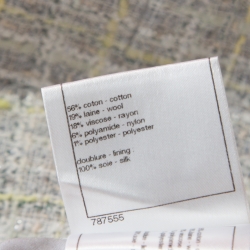 56% coton - cotton
19% laine - wool
18% viscose - rayon
6% polyamide - nylon
1% polyester - polyester
doublure - lining
100% soie - silk
787555